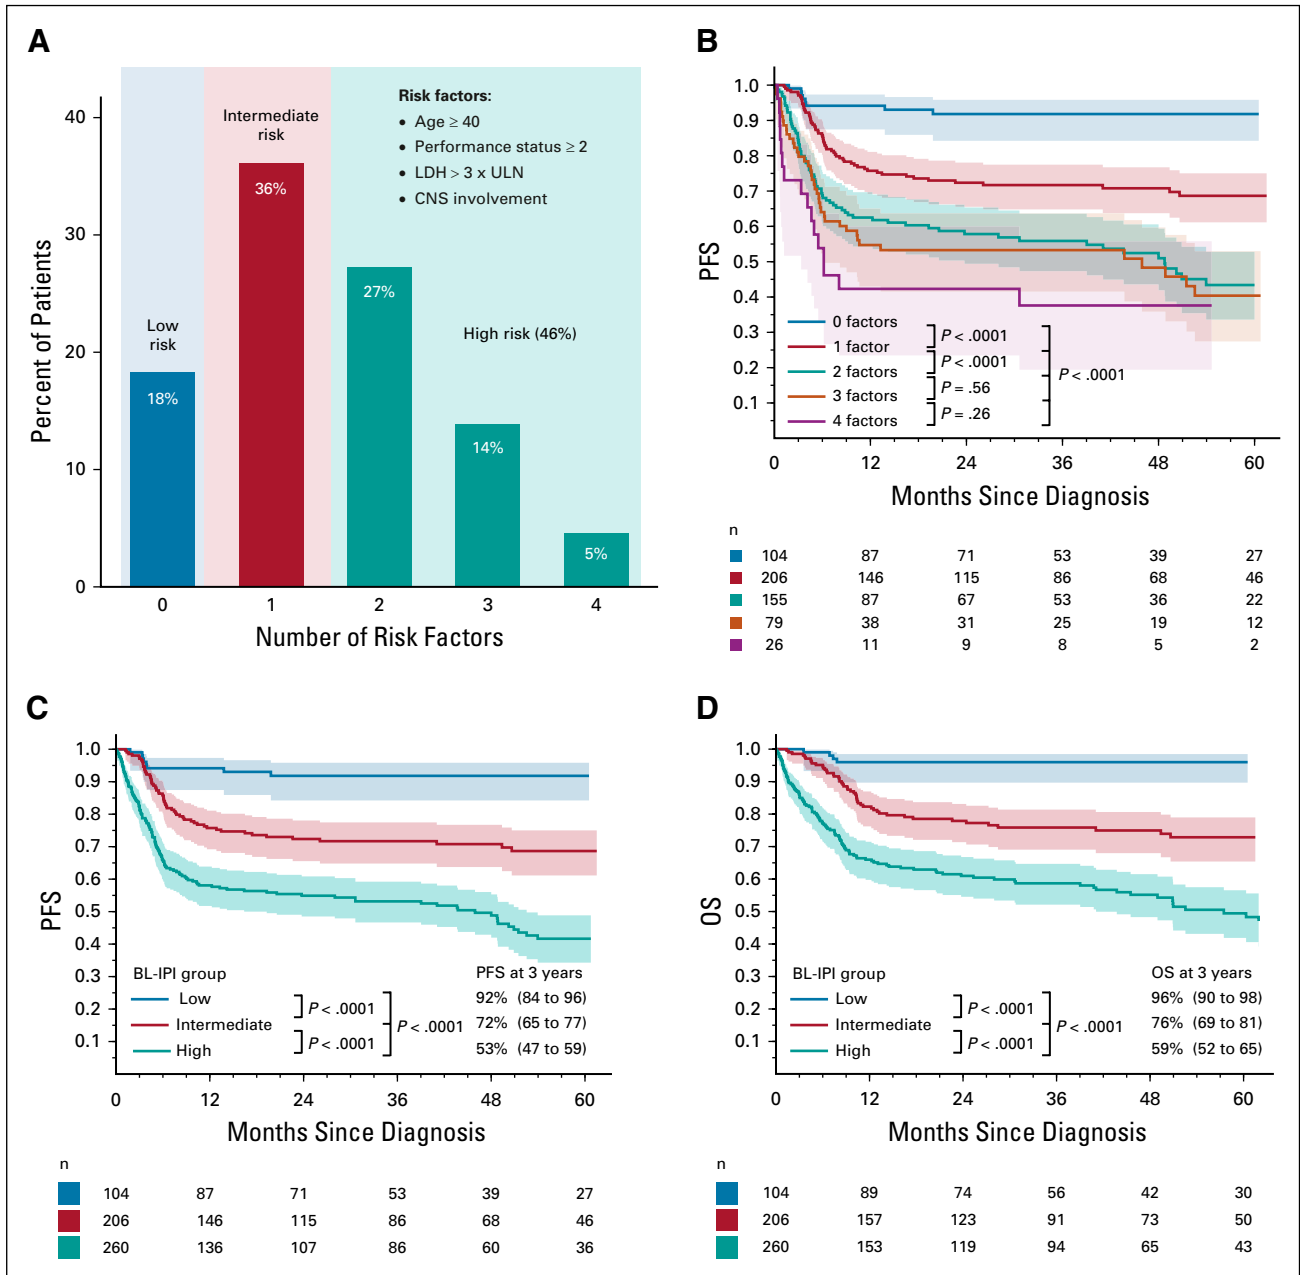 A
Percent of Patients
40
30
20
10
0
Low
risk
18%
Intermediate
risk
36%
27%
14%
5%
Risk factors:
• Age ≥ 40
• Performance status ≥ 2
• LDH > 3 x ULN
• CNS involvement
High risk (46%)
0 1 2 3 4
Number of Risk Factors
B
PFS
1.0
0.9
0.8
0.7
0.6
0.5
0.4
0.3
0.2
0.1
0 factors
1 factor
2 factors
3 factors
4 factors
P < .0001
P < .0001
P = .56
P = .26
P < .0001
0 12 24 36 48 60
Months Since Diagnosis
n
104 87 71 53 39 27
206 146 115 86 68 46
155 87 67 53 36 22
79 38 31 25 19 12
26 11 9 8 5 2
C
PFS
1.0
0.9
0.8
0.7
0.6
0.5
0.4
0.3
0.2
0.1
BL-IPI group
Low
Intermediate
High
P < .0001
P < .0001
P < .0001
PFS at 3 years
92% (84 to 96)
72% (65 to 77)
53% (47 to 59)
0 12 24 36 48 60
Months Since Diagnosis
n
104 87 71 53 39 27
206 146 115 86 68 46
260 136 107 86 60 36
D
OS
1.0
0.9
0.8
0.7
0.6
0.5
0.4
0.3
0.2
0.1
BL-IPI group
Low
Intermediate
High
P < .0001
P < .0001
P < .0001
OS at 3 years
96% (90 to 98)
76% (69 to 81)
59% (52 to 65)
0 12 24 36 48 60
Months Since Diagnosis
n
104 89 74 56 42 30
206 157 123 91 73 50
260 153 119 94 65 43